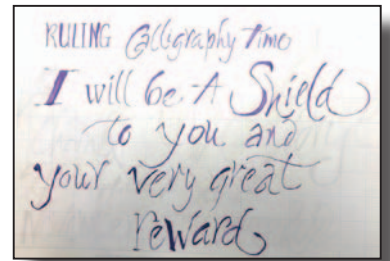 RULING Calligraphy Time
I will be A Shield
to you and
your very great
reward